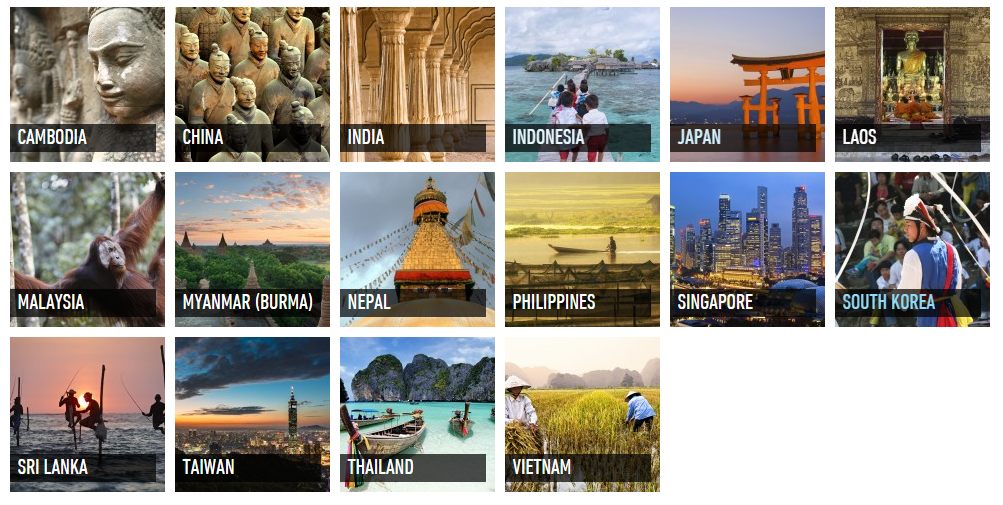 CAMBODIA
CHINA
INDIA
INDONESIA
JAPAN
LAOS
MALAYSIA
MYANMAR (BURMA)
NEPAL
PHILIPPINES
SINGAPORE
SOUTH KOREA
SRI LANKA
TAIWAN
THAILAND
VIETNAM